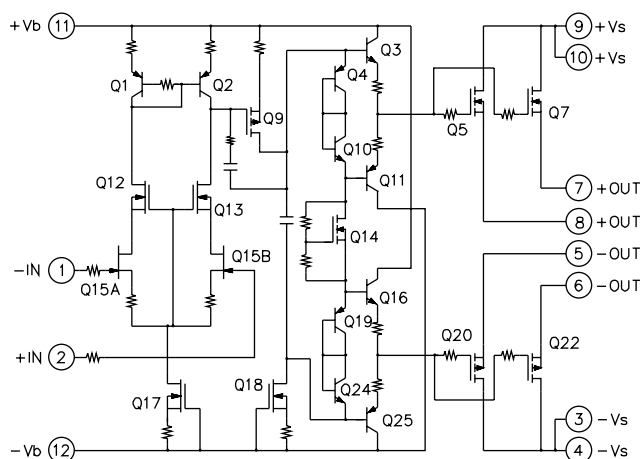 +Vb 11 Q3 9 +Vs
Q4 10 +Vs
Q1 Q2
Q9 Q5 Q7
Q10
Q12 Q11 7 +OUT
Q13 8 +OUT
Q14
-IN 1 Q15A Q15B 5 -OUT
Q16 6 -OUT
Q19
+IN 2 Q20 Q22
Q17 Q18 Q24
Q25 3 -Vs
-Vb 12 4 -Vs